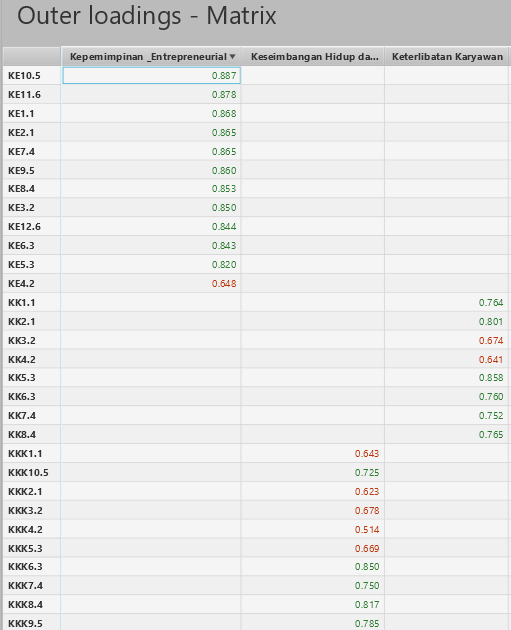 Outer loadings - Matrix
Kepemimpinan _Entrepreneurial Keseimbangan Hidup da... Keterlibatan Karyawan
KE10.5 0.887
KE11.6 0.878
KE1.1 0.868
KE2.1 0.865
KE7.4 0.865
KE9.5 0.860
KE8.4 0.853
KE3.2 0.850
KE12.6 0.844
KE6.3 0.843
KE5.3 0.820
KE4.2 0.648
KK1.1 0.764
KK2.1 0.801
KK3.2 0.674
KK4.2 0.641
KK5.3 0.858
KK6.3 0.760
KK7.4 0.752
KK8.4 0.765
KKK1.1 0.643
KKK10.5 0.725
KKK2.1 0.623
KKK3.2 0.678
KKK4.2 0.514
KKK5.3 0.669
KKK6.3 0.850
KKK7.4 0.750
KKK8.4 0.817
KKK9.5 0.785